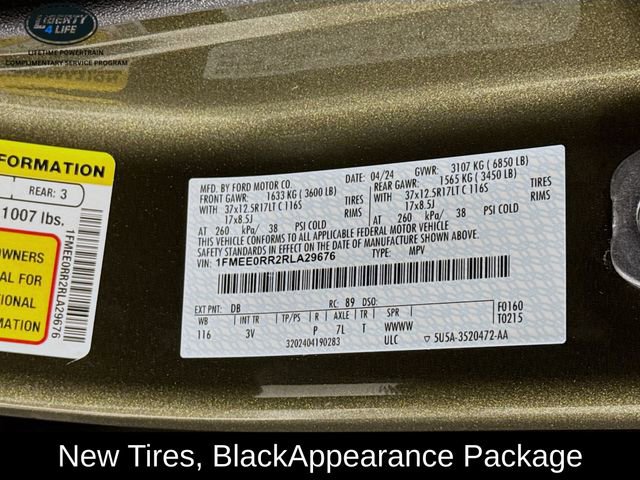 LIBERTY
4 LIFE
LIFETIME POWERTRAIN
COMPLIMENTARY SERVICE PROGRAM
FORMATION
REAR: 3
1007 lbs.
OWNERS
AL FOR
TIONAL
MATION
1FMEE0RR2RLA29676
MFD. BY FORD MOTOR CO.
DATE: 04/24 GVWR: 3107 KG ( 6850 LB)
FRONT GAWR: 1633 KG ( 3600 LB) REAR GAWR: 1565 KG ( 3450 LB)
WITH 37x12.5R17LT C 116S TIRES WITH 37x12.5R17LT C 116S TIRES
17x8.5J RIMS 17x8.5J RIMS
AT 260 kPa/ 38 PSI COLD AT 260 kPa/ 38 PSI COLD
THIS VEHICLE CONFORMS TO ALL APPLICABLE FEDERAL MOTOR VEHICLE
SAFETY STANDARDS IN EFFECT ON THE DATE OF MANUFACTURE SHOWN ABOVE.
VIN: 1FMEE0RR2RLA29676 TYPE: MPV
EXT PNT: DB RC: 89 DSO: F0160
WB INT TR TP/PS R AXLE TR SPR T0215
116 3V P 7L T WWWW
3202404190283 ULC 5U5A-3520472-AA
New Tires, BlackAppearance Package